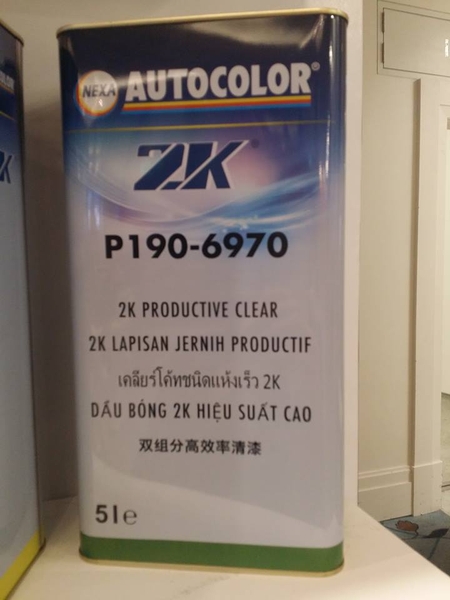 NEXA AUTOCOLOR®
2K
P190-6970
2K PRODUCTIVE CLEAR
2K LAPISAN JERNIH PRODUCTIF
เคลียร์โค้ทชนิดแห้งเร็ว 2K
DẦU BÓNG 2K HIỆU SUẤT CAO
双组分高效率清漆
5l℮
K